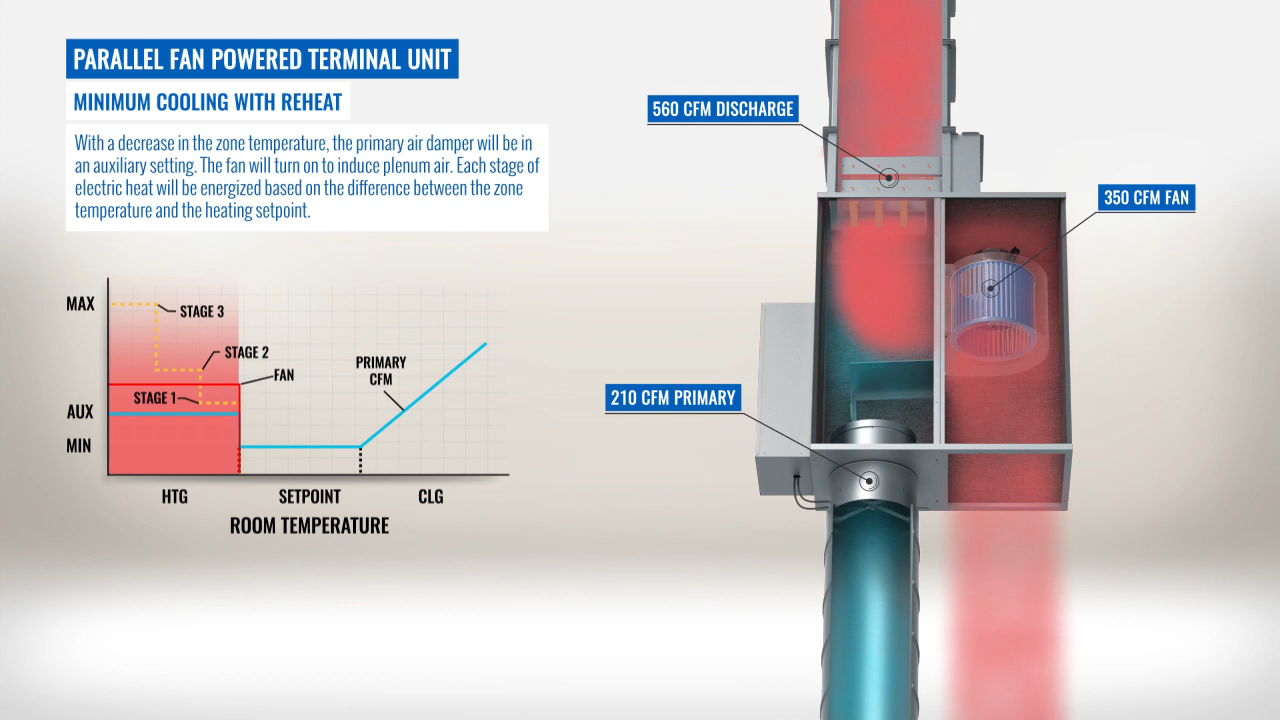 PARALLEL FAN POWERED TERMINAL UNIT
MINIMUM COOLING WITH REHEAT
With a decrease in the zone temperature, the primary air damper will be in
an auxiliary setting. The fan will turn on to induce plenum air. Each stage of
electric heat will be energized based on the difference between the zone
temperature and the heating setpoint.
560 CFM DISCHARGE
350 CFM FAN
210 CFM PRIMARY
MAX
STAGE 3
STAGE 2
FAN
PRIMARY
CFM
STAGE 1
AUX
MIN
HTG
SETPOINT
CLG
ROOM TEMPERATURE